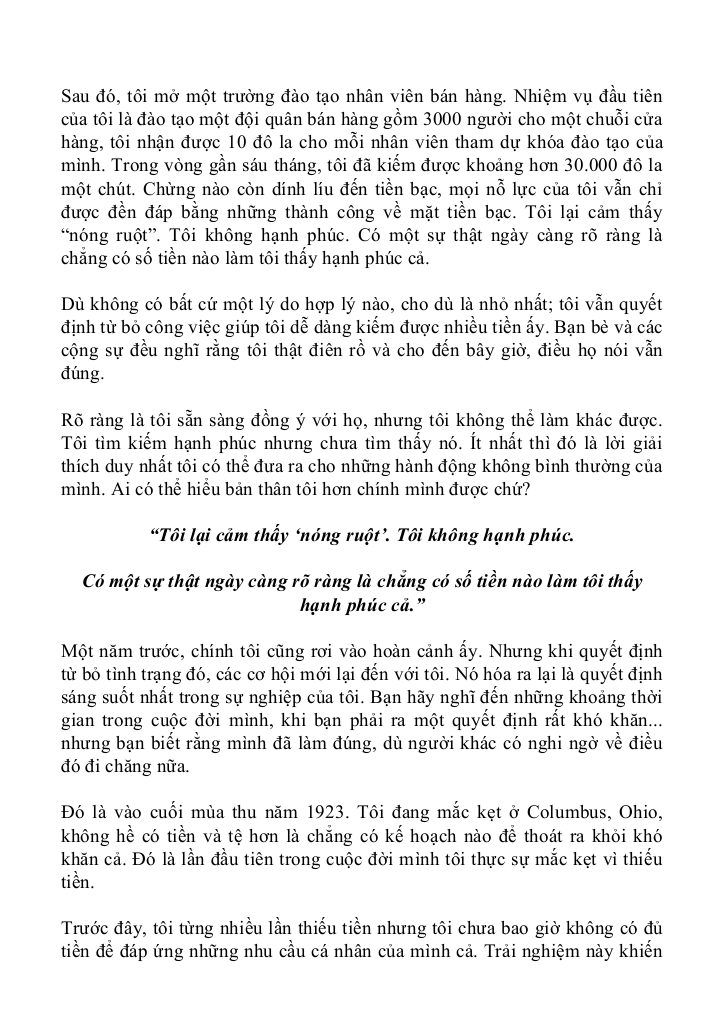 Sau đó, tôi mở một trường đào tạo nhân viên bán hàng. Nhiệm vụ đầu tiên
của tôi là đào tạo một đội quân bán hàng gồm 3000 người cho một chuỗi cửa
hàng, tôi nhận được 10 đô la cho mỗi nhân viên tham dự khóa đào tạo của
mình. Trong vòng gần sáu tháng, tôi đã kiếm được khoảng hơn 30.000 đô la
một chút. Chừng nào còn dính líu đến tiền bạc, mọi nỗ lực của tôi vẫn chỉ
được đền đáp bằng những thành công về mặt tiền bạc. Tôi lại cảm thấy
“nóng ruột”. Tôi không hạnh phúc. Có một sự thật ngày càng rõ ràng là
chẳng có số tiền nào làm tôi thấy hạnh phúc cả.
Dù không có bất cứ một lý do hợp lý nào, cho dù là nhỏ nhất; tôi vẫn quyết
định từ bỏ công việc giúp tôi dễ dàng kiếm được nhiều tiền ấy. Bạn bè và các
cộng sự đều nghĩ rằng tôi thật điên rồ và cho đến bây giờ, điều họ nói vẫn
đúng.
Rõ ràng là tôi sẵn sàng đồng ý với họ, nhưng tôi không thể làm khác được.
Tôi tìm kiếm hạnh phúc nhưng chưa tìm thấy nó. Ít nhất thì đó là lời giải
thích duy nhất tôi có thể đưa ra cho những hành động không bình thường của
mình. Ai có thể hiểu bản thân tôi hơn chính mình được chứ?
“Tôi lại cảm thấy ‘nóng ruột’. Tôi không hạnh phúc.
Có một sự thật ngày càng rõ ràng là chẳng có số tiền nào làm tôi thấy
hạnh phúc cả.”
Một năm trước, chính tôi cũng rơi vào hoàn cảnh ấy. Nhưng khi quyết định
từ bỏ tình trạng đó, các cơ hội mới lại đến với tôi. Nó hóa ra lại là quyết định
sáng suốt nhất trong sự nghiệp của tôi. Bạn hãy nghĩ đến những khoảng thời
gian trong cuộc đời mình, khi bạn phải ra một quyết định rất khó khăn...
nhưng bạn biết rằng mình đã làm đúng, dù người khác có nghi ngờ về điều
đó đi chăng nữa.
Đó là vào cuối mùa thu năm 1923. Tôi đang mắc kẹt ở Columbus, Ohio,
không hề có tiền và tệ hơn là chẳng có kế hoạch nào để thoát ra khỏi khó
khăn cả. Đó là lần đầu tiên trong cuộc đời mình tôi thực sự mắc kẹt vì thiếu
tiền.
Trước đây, tôi từng nhiều lần thiếu tiền nhưng tôi chưa bao giờ không có đủ
tiền để đáp ứng những nhu cầu cá nhân của mình cả. Trải nghiệm này khiến